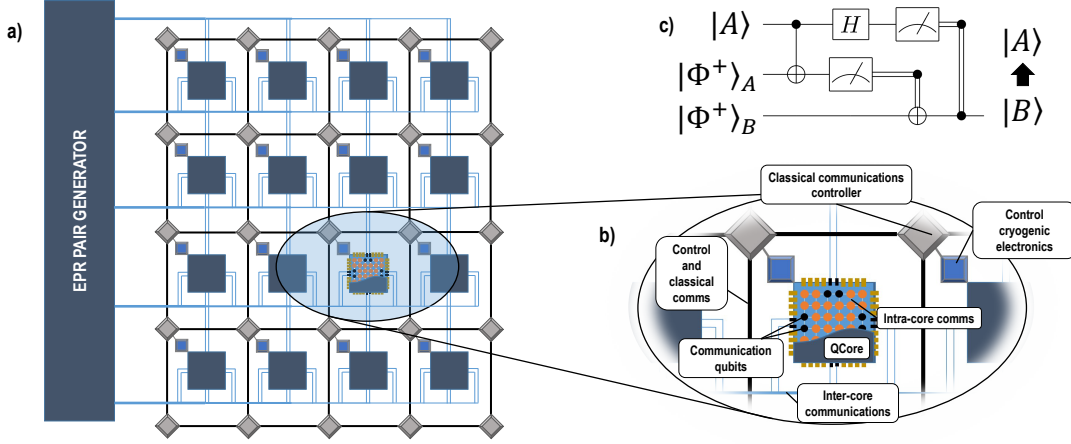 a)
EPR PAIR GENERATOR
c)
|A⟩
H
|Φ⁺⟩_A
|Φ⁺⟩_B
|A⟩
|B⟩
b)
Classical communications
controller
Control
cryogenic
electronics
Control
and
classical
comms
Intra-core comms
QCore
Communication
qubits
Inter-core
communications